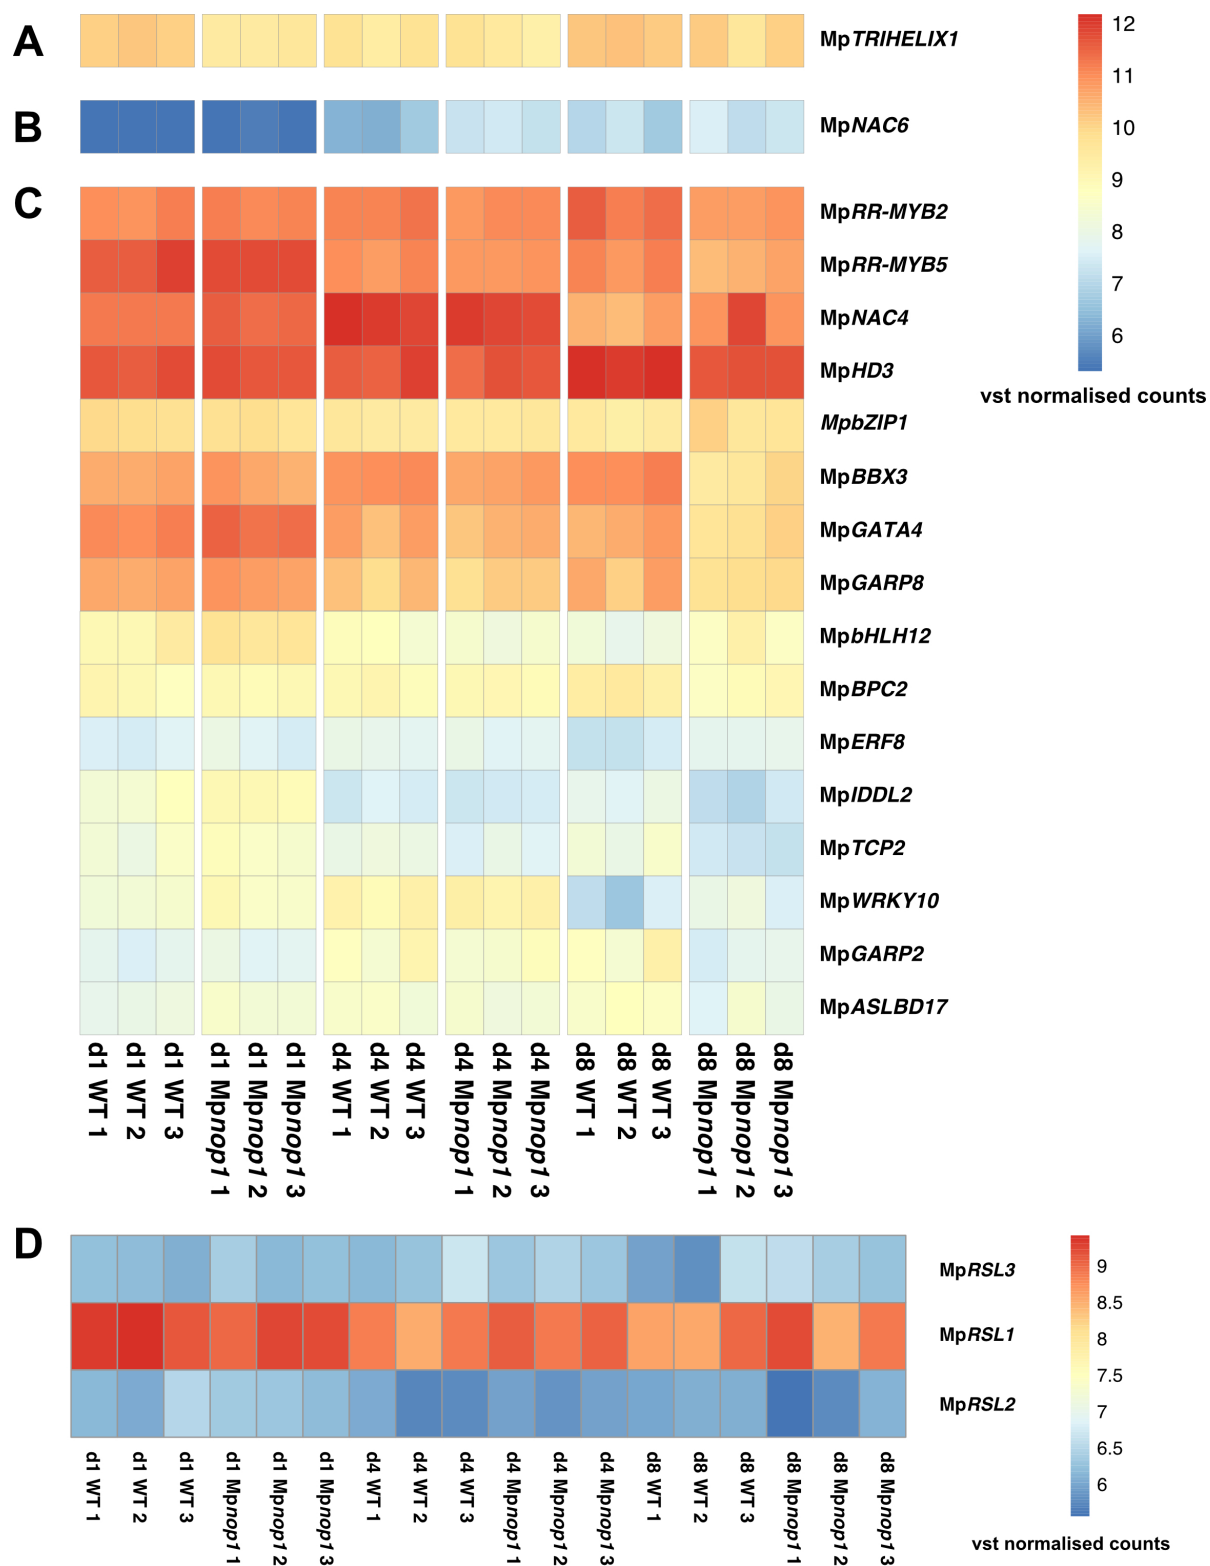 A
MpTRIHELIX1
B
MpNAC6
C
MpRR-MYB2
MpRR-MYB5
MpNAC4
MpHD3
MpbZIP1
MpBBX3
MpGATA4
MpGARP8
MpbHLH12
MpBPC2
MpERF8
MpIDDL2
MpTCP2
MpWRKY10
MpGARP2
MpASLBD17
12
11
10
9
8
7
6
vst normalised counts
d1 WT 1
d1 WT 2
d1 WT 3
d1 Mpnop1 1
d1 Mpnop1 2
d1 Mpnop1 3
d4 WT 1
d4 WT 2
d4 WT 3
d4 Mpnop1 1
d4 Mpnop1 2
d4 Mpnop1 3
d8 WT 1
d8 WT 2
d8 WT 3
d8 Mpnop1 1
d8 Mpnop1 2
d8 Mpnop1 3
D
MpRSL3
MpRSL1
MpRSL2
9
8.5
8
7.5
7
6.5
6
vst normalised counts
d1 WT 1
d1 WT 2
d1 WT 3
d1 Mpnop1 1
d1 Mpnop1 2
d1 Mpnop1 3
d4 WT 1
d4 WT 2
d4 WT 3
d4 Mpnop1 1
d4 Mpnop1 2
d4 Mpnop1 3
d8 WT 1
d8 WT 2
d8 WT 3
d8 Mpnop1 1
d8 Mpnop1 2
d8 Mpnop1 3